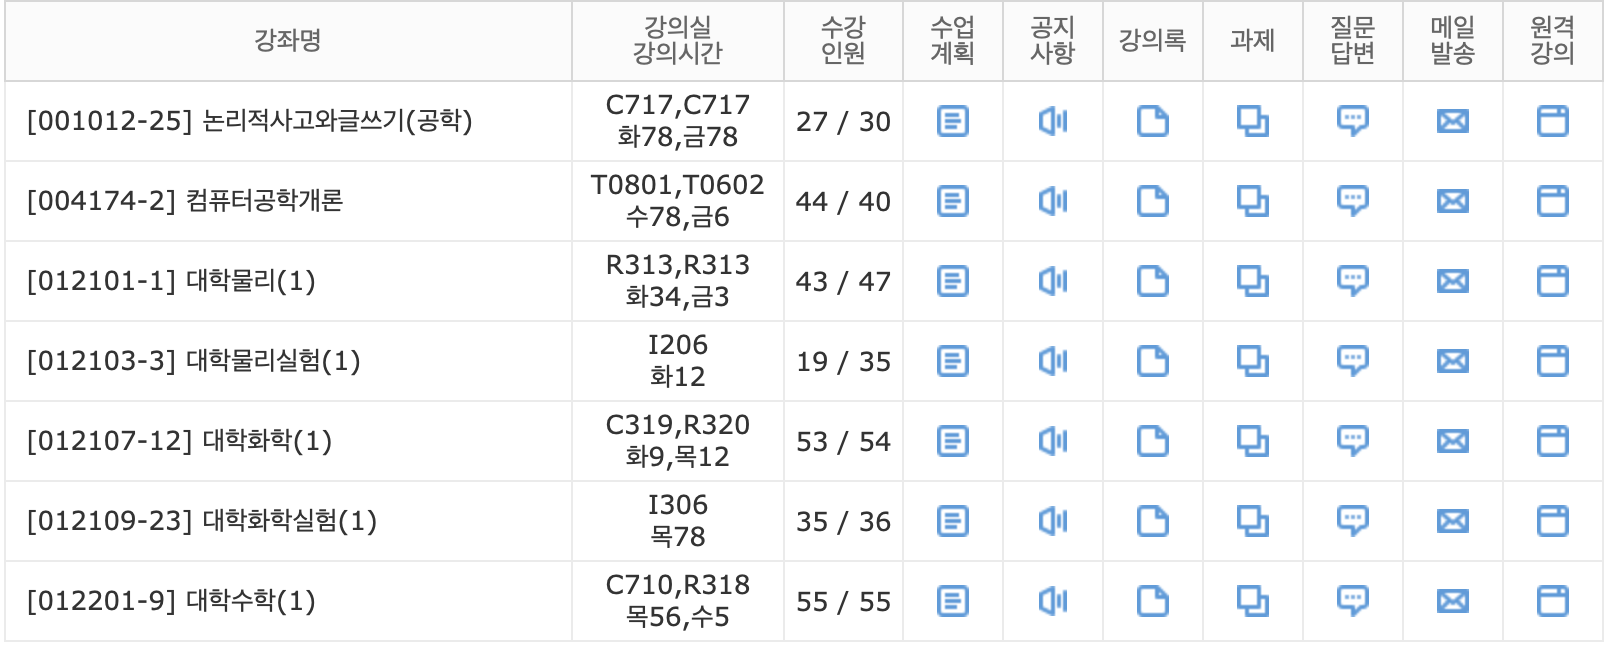 강좌명
강의실
강의시간
수강
인원
수업
계획
공지
사항
강의록
과제
질문
답변
메일
발송
원격
강의
[001012-25] 논리적사고와글쓰기(공학)
C717,C717
화78,금78
27 / 30
[004174-2] 컴퓨터공학개론
T0801,T0602
수78,금6
44 / 40
[012101-1] 대학물리(1)
R313,R313
화34,금3
43 / 47
[012103-3] 대학물리실험(1)
I206
화12
19 / 35
[012107-12] 대학화학(1)
C319,R320
화9,목12
53 / 54
[012109-23] 대학화학실험(1)
I306
목78
35 / 36
[012201-9] 대학수학(1)
C710,R318
목56,수5
55 / 55